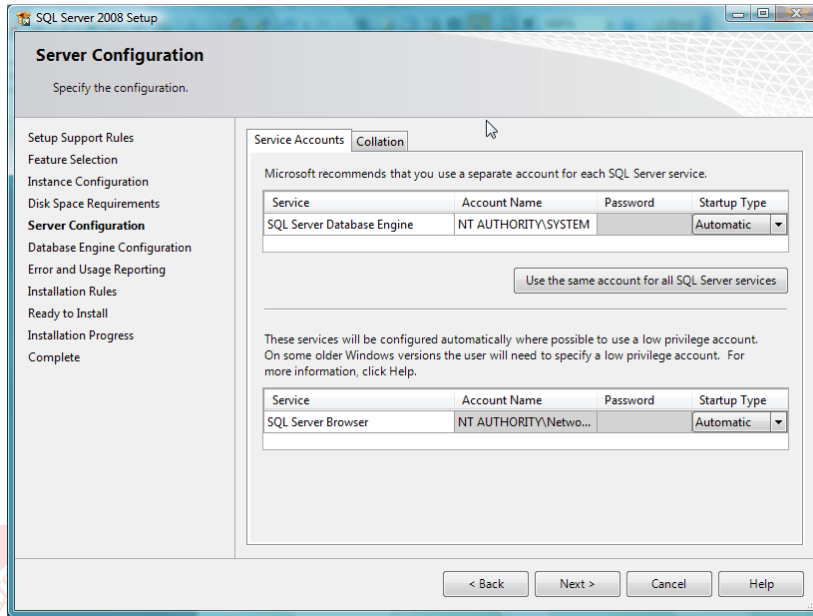 SQL Server 2008 Setup
Server Configuration
Specify the configuration.
Setup Support Rules
Feature Selection
Instance Configuration
Disk Space Requirements
Server Configuration
Database Engine Configuration
Error and Usage Reporting
Installation Rules
Ready to Install
Installation Progress
Complete
Service Accounts Collation
Microsoft recommends that you use a separate account for each SQL Server service.
Service Account Name Password Startup Type
SQL Server Database Engine NT AUTHORITY\SYSTEM Automatic
Use the same account for all SQL Server services
These services will be configured automatically where possible to use a low privilege account.
On some older Windows versions the user will need to specify a low privilege account. For
more information, click Help.
Service Account Name Password Startup Type
SQL Server Browser NT AUTHORITY\Netwo... Automatic
< Back Next > Cancel Help